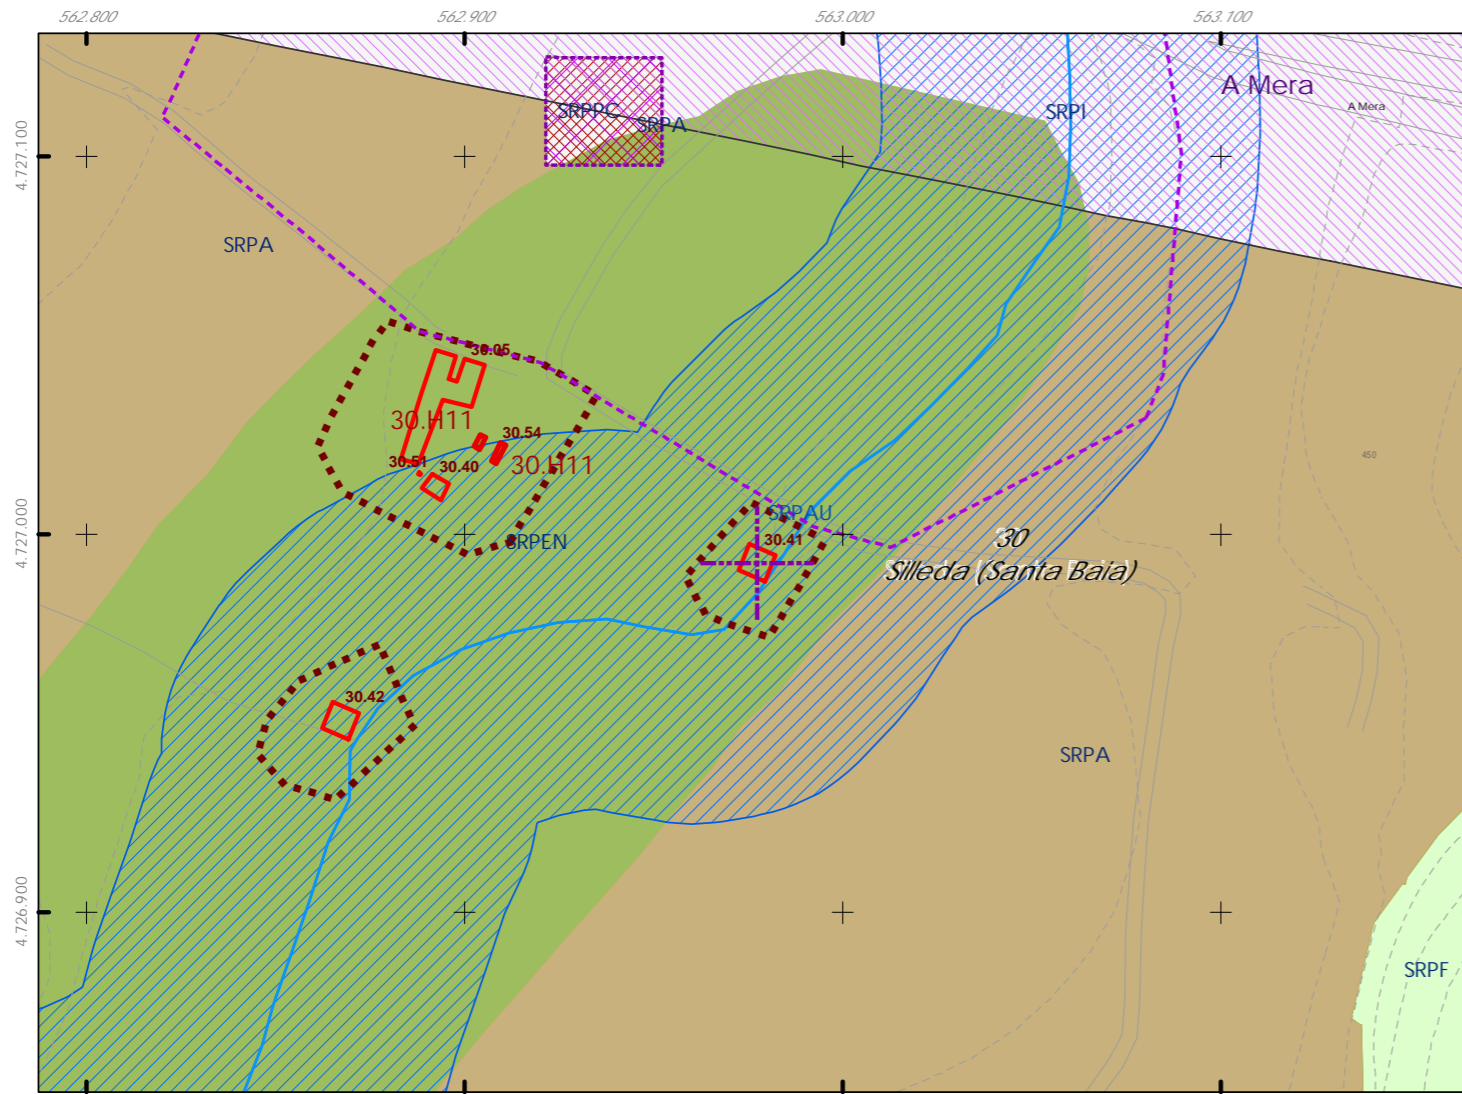 562.800
562.900
563.000
563.100
A Mera
A Mera
SRPPC
SRPA
SRPI
4.727.100
SRPA
30.05
30.H11
30.54
30.51
30.40
30.H11
450
SRPAU
4.727.000
SRPEN
30.41
30
Silleda (Santa Baia)
30.42
SRPA
4.726.900
SRPF